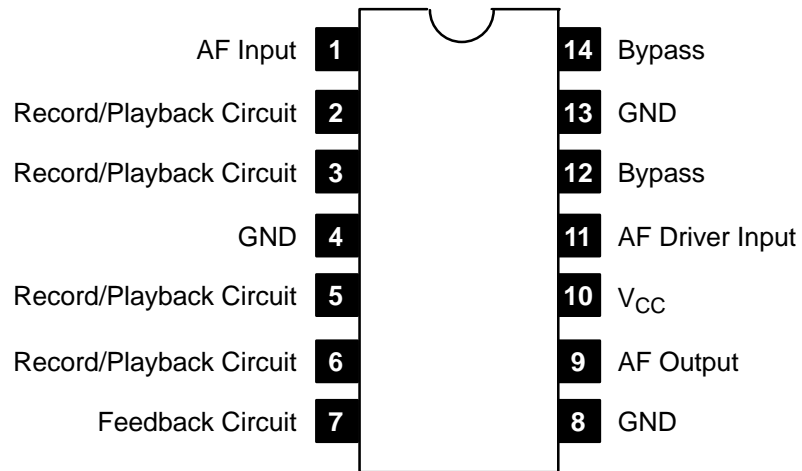 AF Input 1 14 Bypass
Record/Playback Circuit 2 13 GND
Record/Playback Circuit 3 12 Bypass
GND 4 11 AF Driver Input
Record/Playback Circuit 5 10 VCC
Record/Playback Circuit 6 9 AF Output
Feedback Circuit 7 8 GND